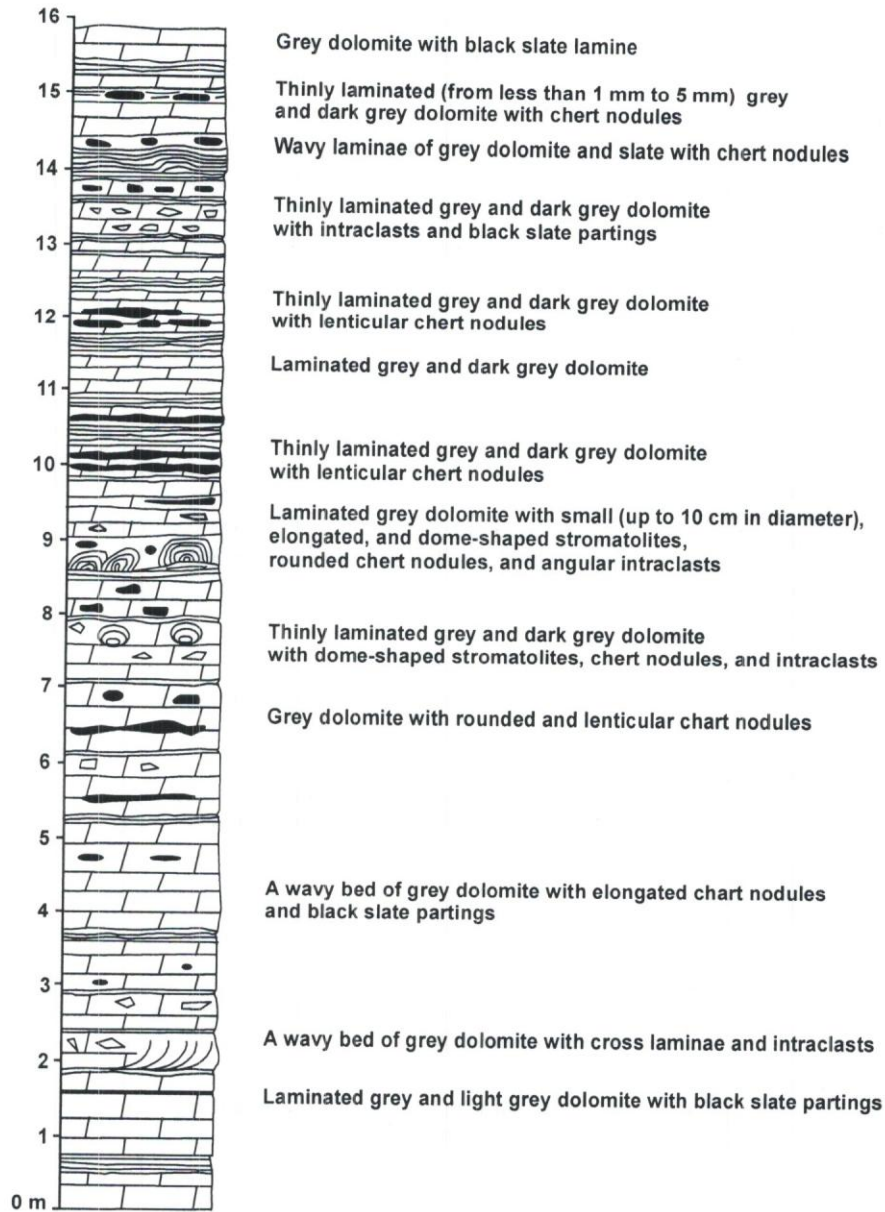 16
Grey dolomite with black slate lamine
15
Thinly laminated (from less than 1 mm to 5 mm) grey
and dark grey dolomite with chert nodules
Wavy laminae of grey dolomite and slate with chert nodules
14
Thinly laminated grey and dark grey dolomite
with intraclasts and black slate partings
13
Thinly laminated grey and dark grey dolomite
with lenticular chert nodules
12
Laminated grey and dark grey dolomite
11
Thinly laminated grey and dark grey dolomite
with lenticular chert nodules
10
Laminated grey dolomite with small (up to 10 cm in diameter),
elongated, and dome-shaped stromatolites,
rounded chert nodules, and angular intraclasts
9
8
Thinly laminated grey and dark grey dolomite
with dome-shaped stromatolites, chert nodules, and intraclasts
7
Grey dolomite with rounded and lenticular chart nodules
6
5
A wavy bed of grey dolomite with elongated chart nodules
and black slate partings
4
3
A wavy bed of grey dolomite with cross laminae and intraclasts
2
Laminated grey and light grey dolomite with black slate partings
1
0 m